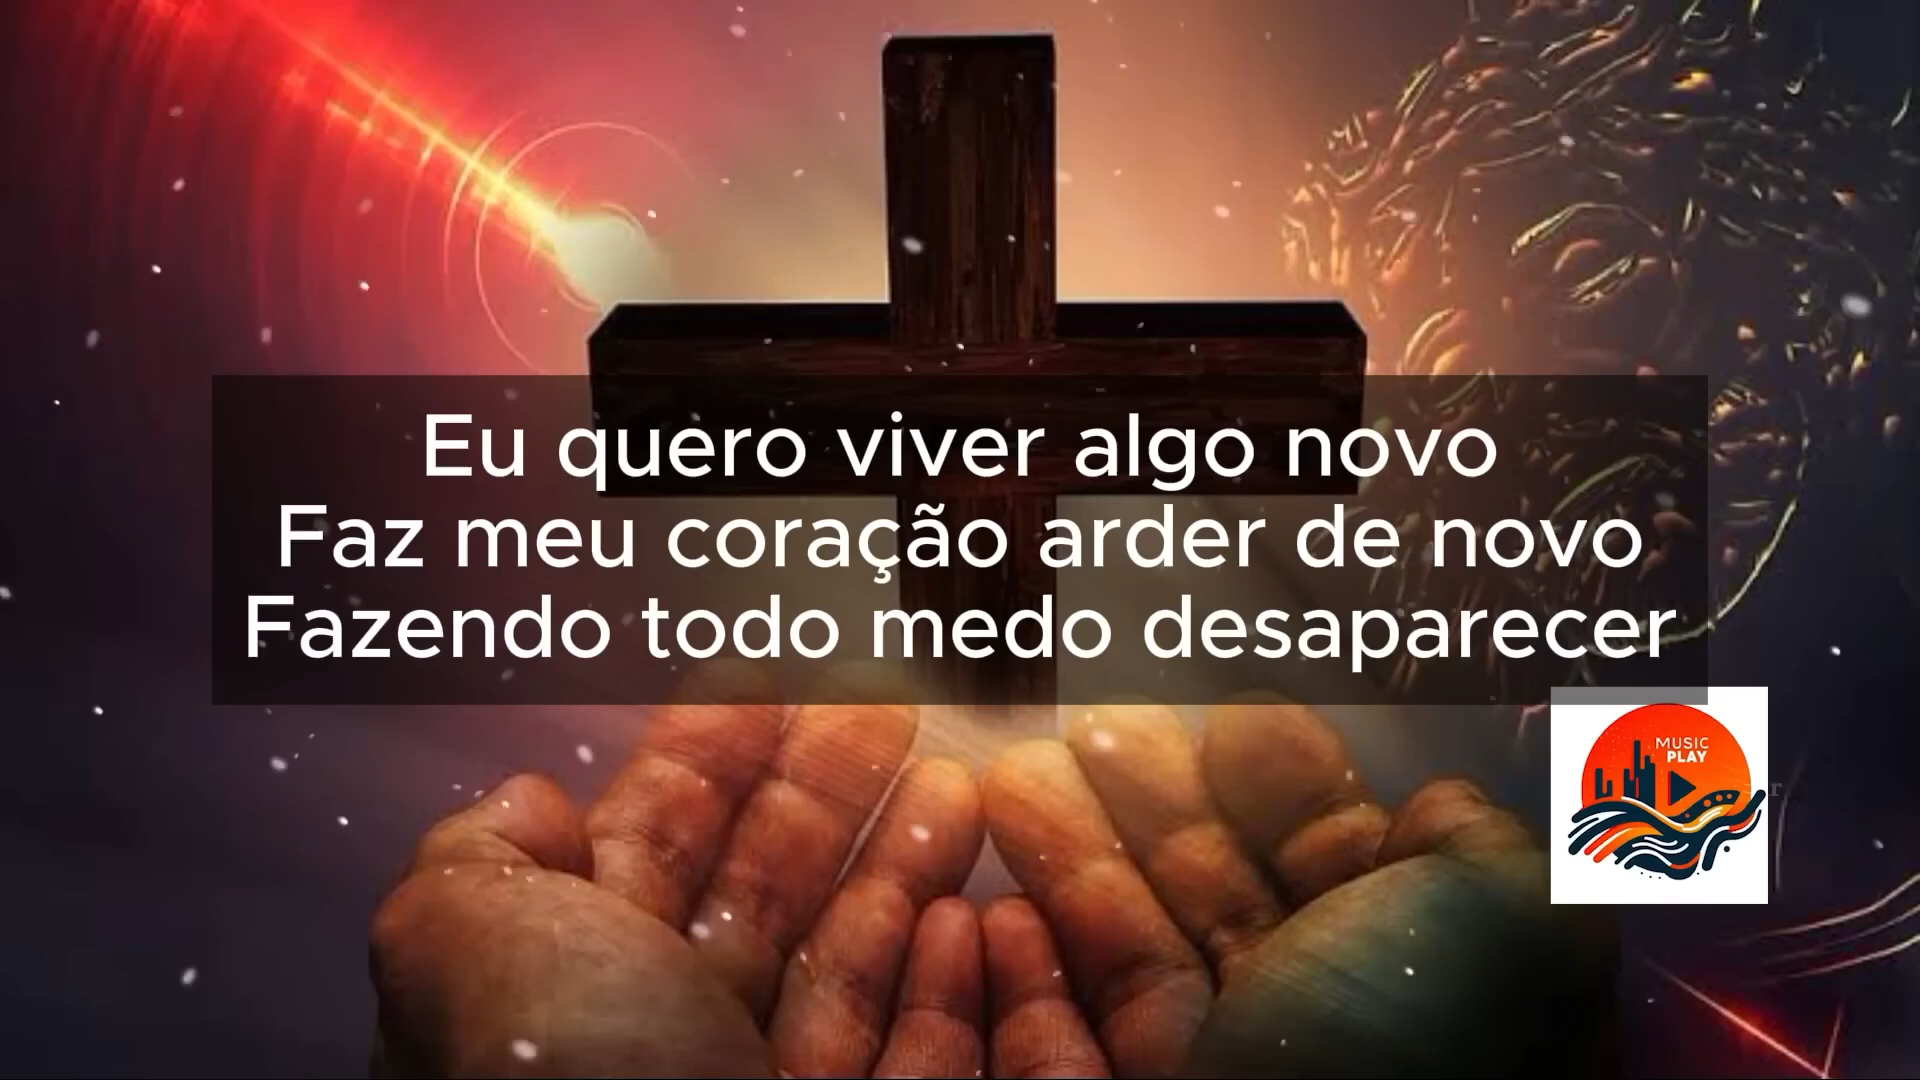 Eu quero viver algo novo
Faz meu coração arder de novo
Fazendo todo medo desaparecer
MUSIC
PLAY